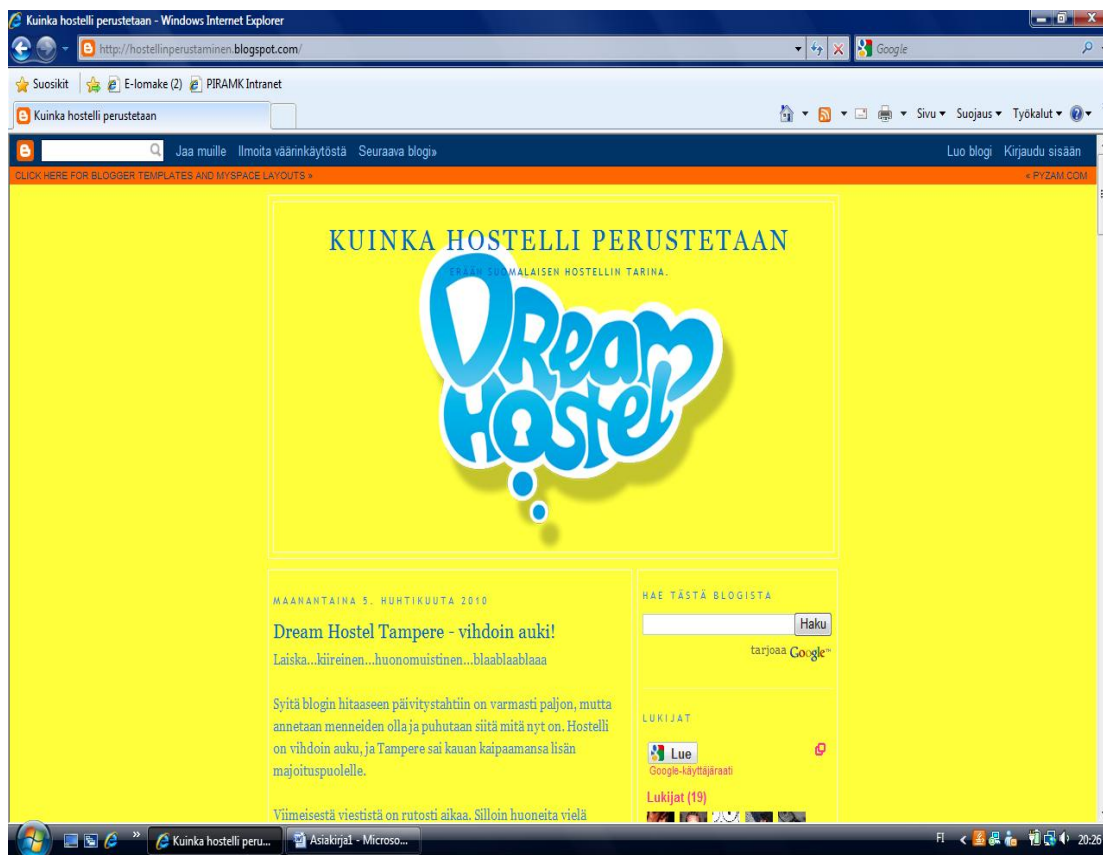 Kuinka hostelli perustetaan - Windows Internet Explorer
http://hostellinperustaminen.blogspot.com/
Google
Suosikit
E-lomake (2)
PIRAMK Intranet
Kuinka hostelli perustetaan
Sivu
Suojaus
Työkalut
Jaa muille Ilmoita väärinkäytöstä Seuraava blogi»
Luo blogi Kirjaudu sisään
CLICK HERE FOR BLOGGER TEMPLATES AND MYSPACE LAYOUTS »
« PYZAM.COM
KUINKA HOSTELLI PERUSTETAAN
ERÄÄN SUOMALAISEN HOSTELLIN TARINA.
DREAM
HOSTEL
MAANANTAINA 5. HUHTIKUUTA 2010
Dream Hostel Tampere - vihdoin auki!
Laiska...kiireinen...huonomuistinen...blaablaablaaa
Syitä blogin hitaaseen päivitystahtiin on varmasti paljon, mutta
annetaan menneiden olla ja puhutaan siitä mitä nyt on. Hostelli
on vihdoin auku, ja Tampere sai kauan kaipaamansa lisän
majoituspuolelle.
Viimeisestä viestistä on rutosti aikaa. Silloin huoneita vielä
HAE TÄSTÄ BLOGISTA
Haku
tarjoaa Google™
LUKIJAT
Lue
Google-käyttäjäraati
Lukijat (19)
Kuinka hostelli peru...
Asiakirja1 - Microso...
FI
20:26